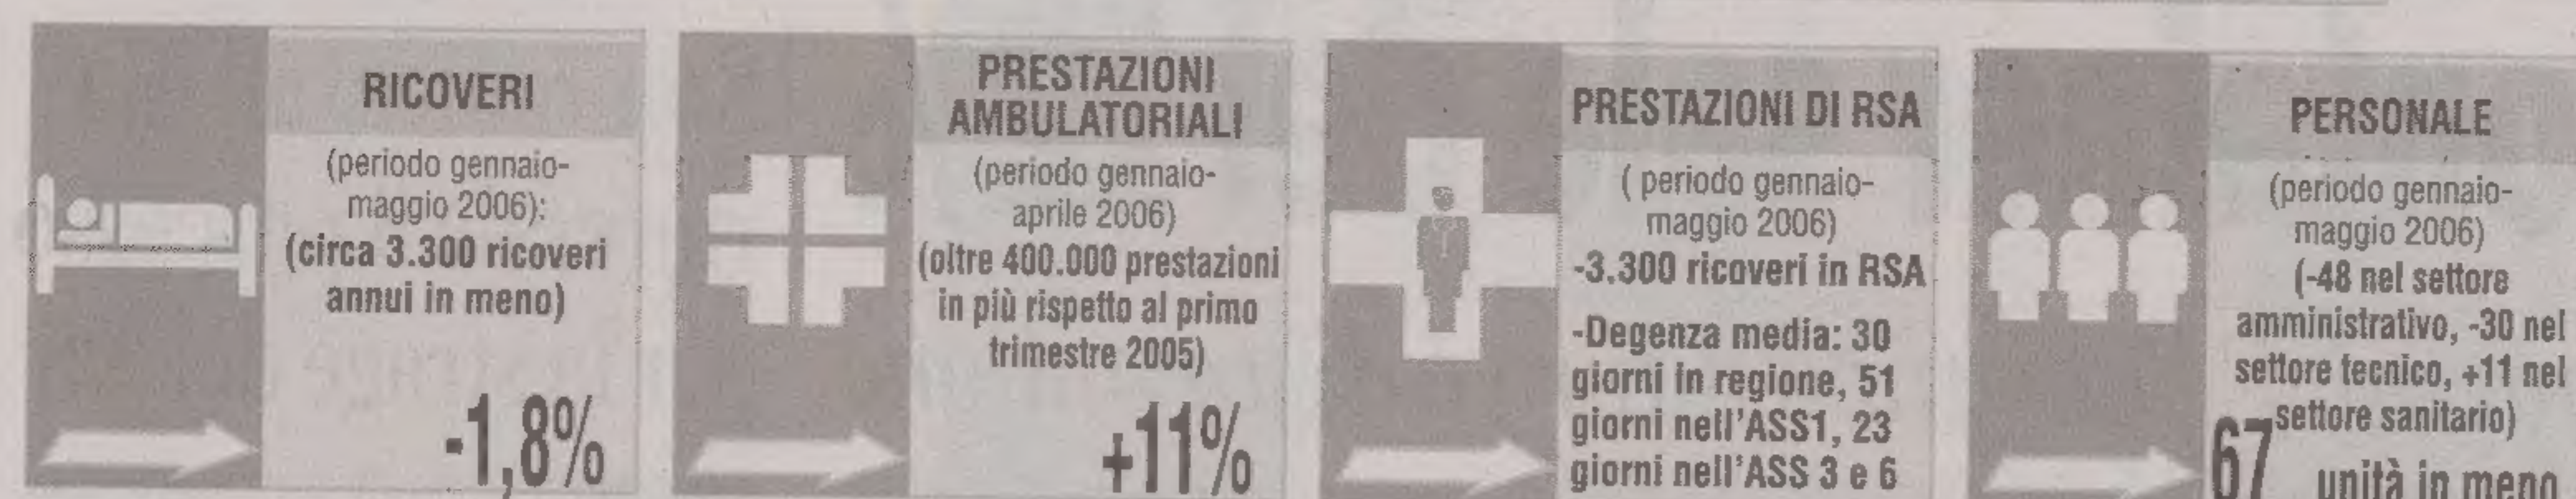 RICOVERI
(periodo gennaio-
maggio 2006):
(circa 3.300 ricoveri
annui in meno)
-1,8%
PRESTAZIONI
AMBULATORIALI
(periodo gennaio-
aprile 2006)
(oltre 400.000 prestazioni
in più rispetto al primo
trimestre 2005)
+11%
PRESTAZIONI DI RSA
( periodo gennaio-
maggio 2006)
-3.300 ricoveri in RSA
-Degenza media: 30
giorni in regione, 51
giorni nell'ASS1, 23
giorni nell'ASS 3 e 6
PERSONALE
(periodo gennaio-
maggio 2006)
(-48 nel settore
amministrativo, -30 nel
settore tecnico, +11 nel
settore sanitario)
67 unità in meno